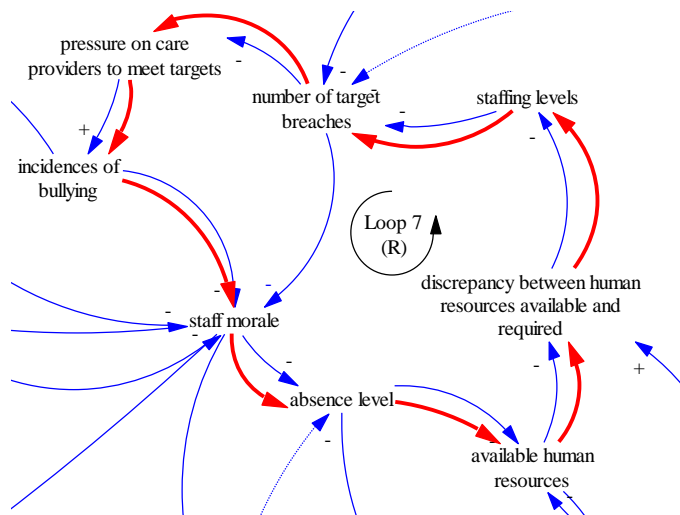 pressure on care
providers to meet targets
-
-
-
number of target
breaches
-
staffing levels
-
+
incidences of
bullying
Loop 7
(R)
discrepancy between human
resources available and
required
-
-
-
staff morale
-
-
-
absence level
-
-
+
-
available human
resources
-